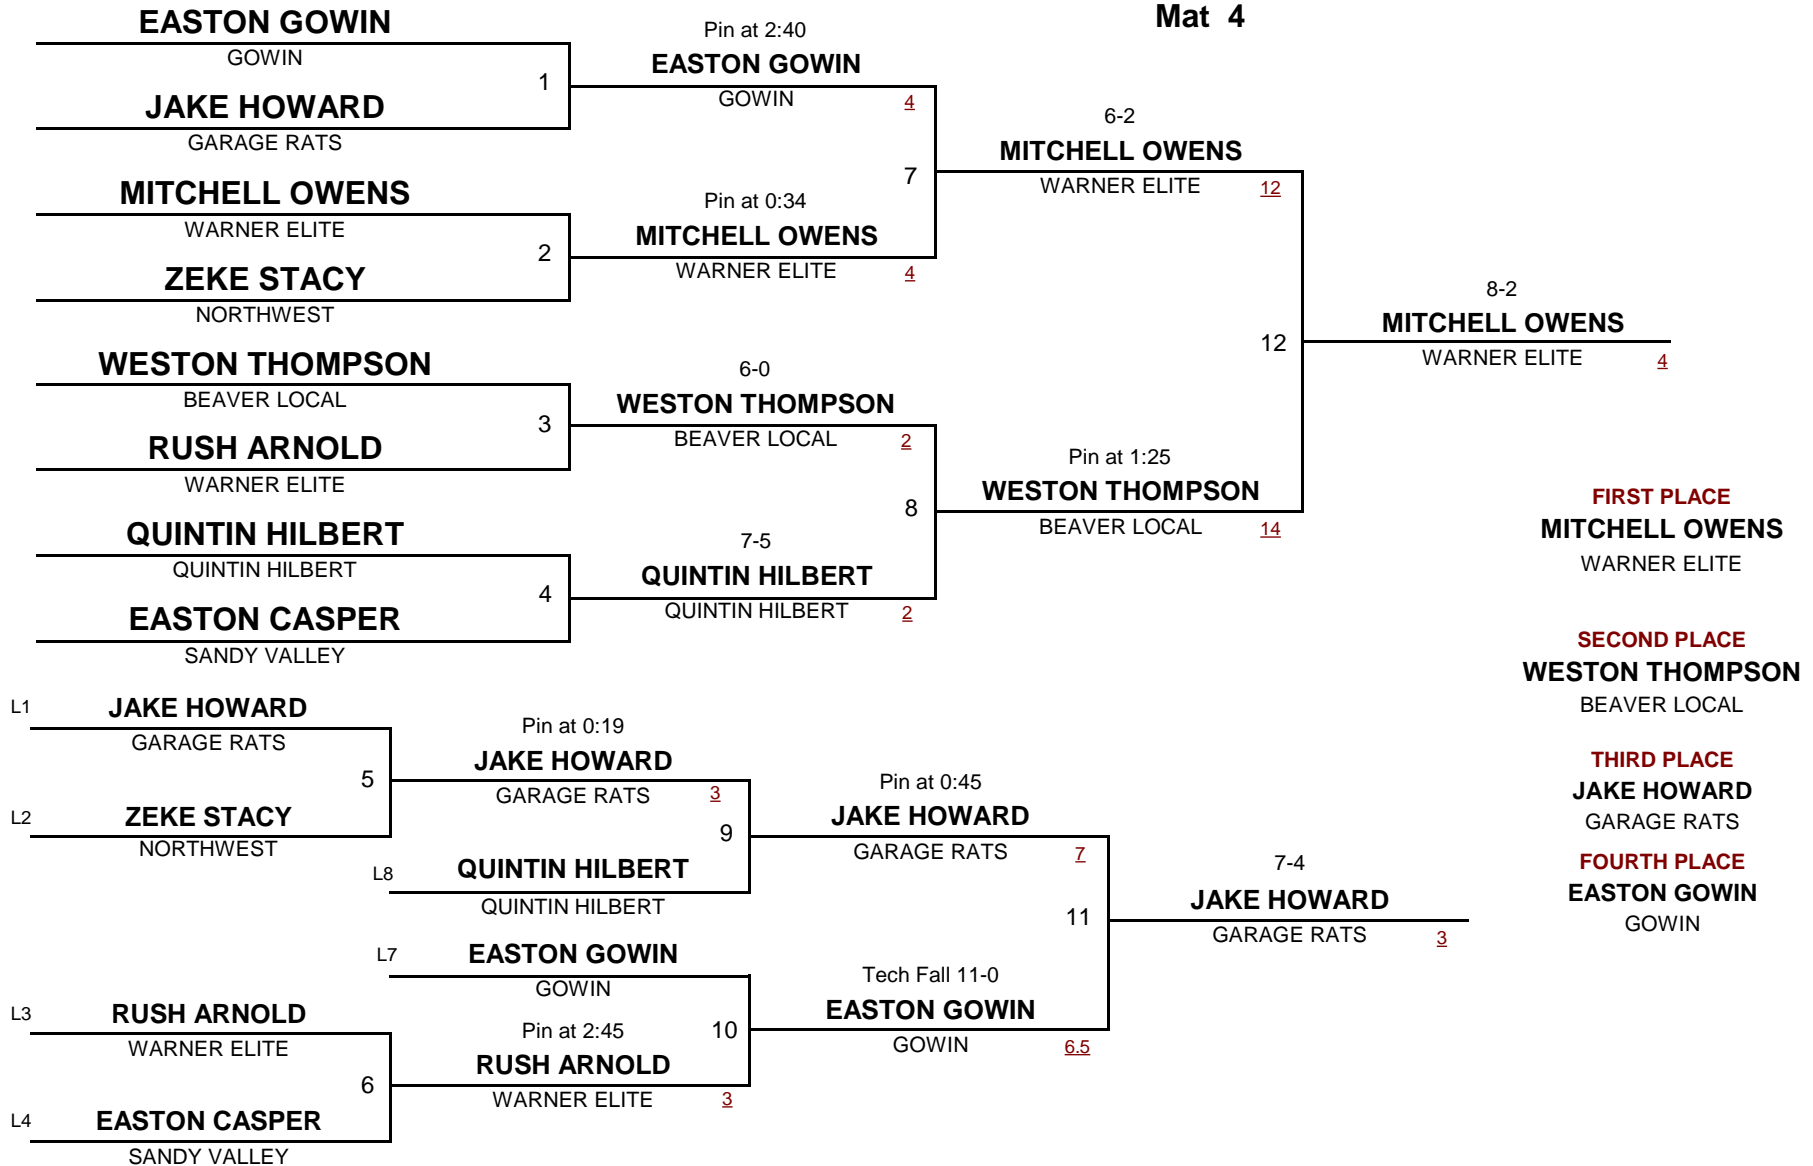 Mat 4
EASTON GOWIN
GOWIN
1
JAKE HOWARD
GARAGE RATS
Pin at 2:40
EASTON GOWIN
GOWIN
4
MITCHELL OWENS
WARNER ELITE
2
ZEKE STACY
NORTHWEST
Pin at 0:34
MITCHELL OWENS
WARNER ELITE
4
7
6-2
MITCHELL OWENS
WARNER ELITE
12
WESTON THOMPSON
BEAVER LOCAL
3
RUSH ARNOLD
WARNER ELITE
6-0
WESTON THOMPSON
BEAVER LOCAL
2
QUINTIN HILBERT
QUINTIN HILBERT
4
EASTON CASPER
SANDY VALLEY
7-5
QUINTIN HILBERT
QUINTIN HILBERT
2
8
Pin at 1:25
WESTON THOMPSON
BEAVER LOCAL
14
12
8-2
MITCHELL OWENS
WARNER ELITE
4
L1
JAKE HOWARD
GARAGE RATS
5
L2
ZEKE STACY
NORTHWEST
Pin at 0:19
JAKE HOWARD
GARAGE RATS
3
9
L8
QUINTIN HILBERT
QUINTIN HILBERT
Pin at 0:45
JAKE HOWARD
GARAGE RATS
7
L7
EASTON GOWIN
GOWIN
10
L3
RUSH ARNOLD
WARNER ELITE
6
L4
EASTON CASPER
SANDY VALLEY
Pin at 2:45
RUSH ARNOLD
WARNER ELITE
3
Tech Fall 11-0
EASTON GOWIN
GOWIN
6.5
11
7-4
JAKE HOWARD
GARAGE RATS
3
FIRST PLACE
MITCHELL OWENS
WARNER ELITE
SECOND PLACE
WESTON THOMPSON
BEAVER LOCAL
THIRD PLACE
JAKE HOWARD
GARAGE RATS
FOURTH PLACE
EASTON GOWIN
GOWIN